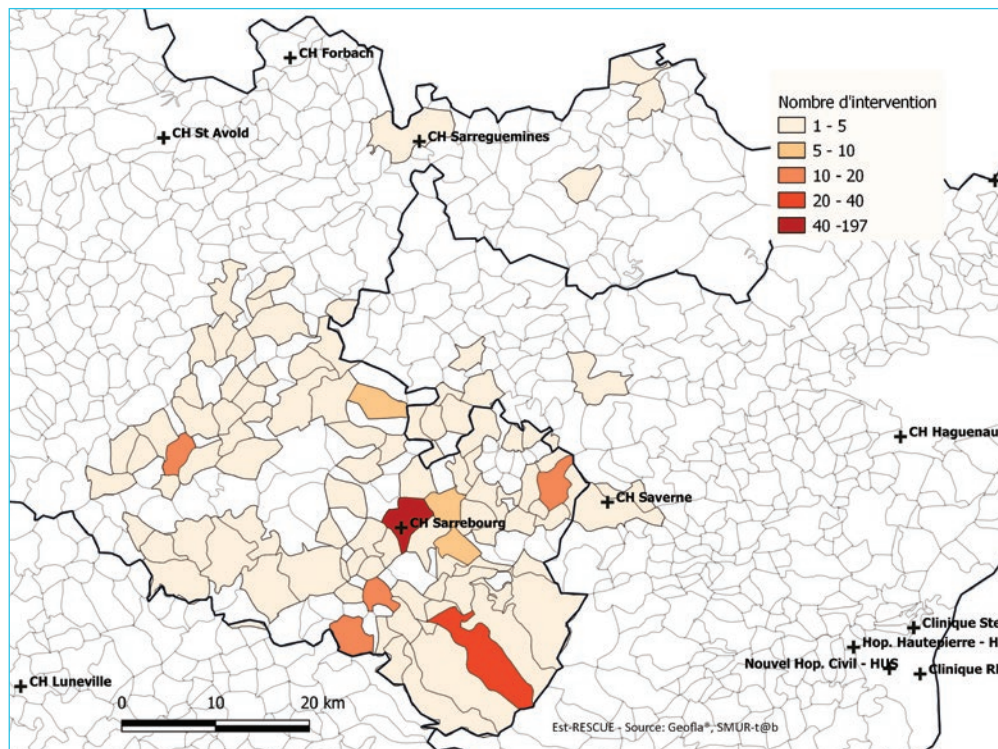 CH Forbach
CH St Avold
CH Sarreguemines
Nombre d'intervention
1 - 5
5 - 10
10 - 20
20 - 40
40 -197
CH Haguenau
CH Saverne
CH Sarrebourg
Clinique Ste
Hop. Hautepierre - H
Nouvel Hop. Civil - HUS
Clinique Rh
CH Luneville
0 10 20 km
Est-RESCUE - Source: Geofla®, SMUR-t@b